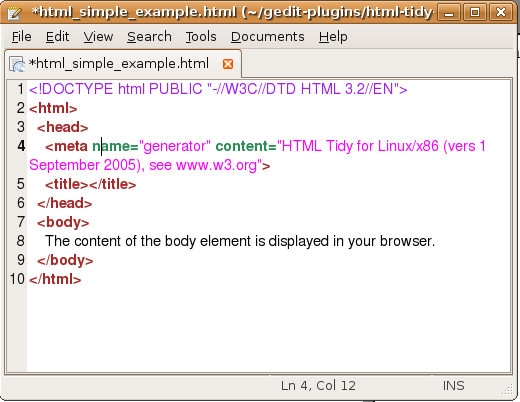 *html_simple_example.html (~/gedit-plugins/html-tidy
File Edit View Search Tools Documents Help
*html_simple_example.html
1 <!DOCTYPE html PUBLIC "-//W3C//DTD HTML 3.2//EN">
2 <html>
3 <head>
4 <meta name="generator" content="HTML Tidy for Linux/x86 (vers 1
September 2005), see www.w3.org">
5 <title></title>
6 </head>
7 <body>
8 The content of the body element is displayed in your browser.
9 </body>
10 </html>
Ln 4, Col 12 INS